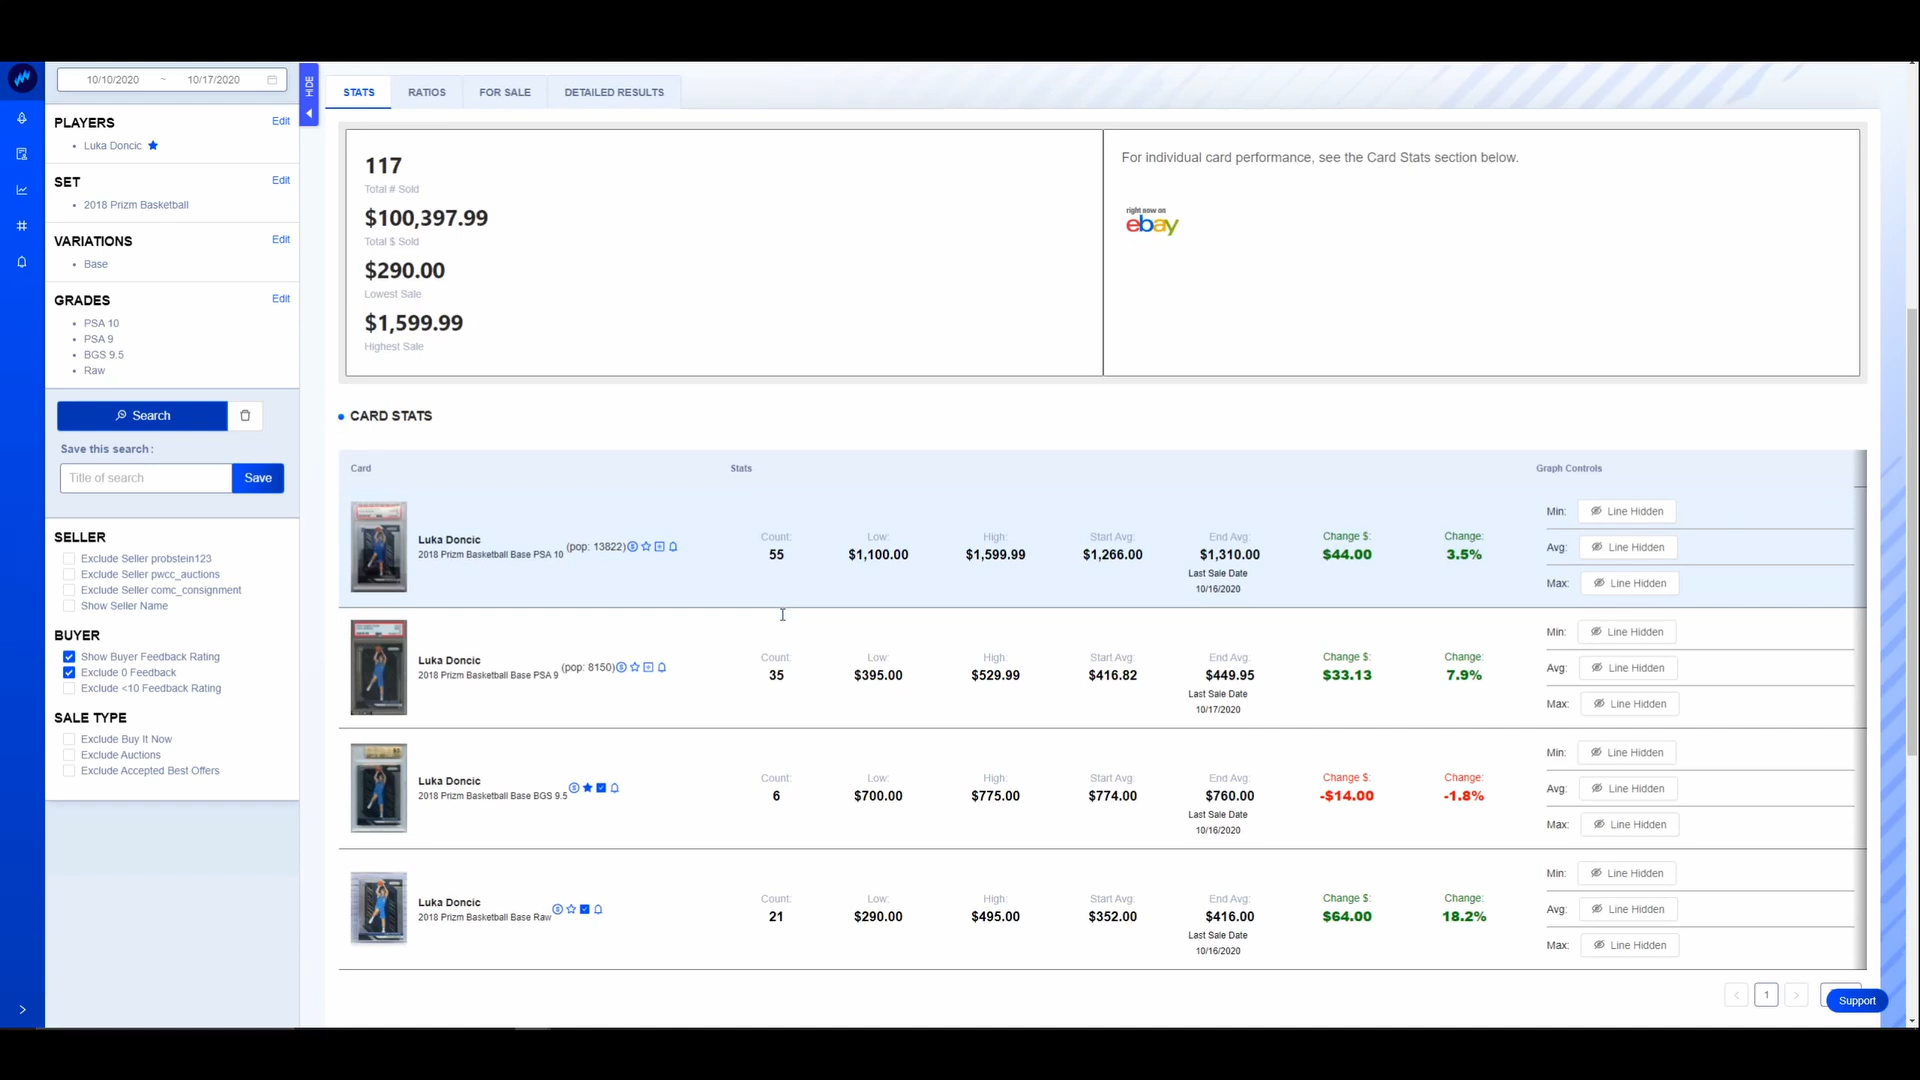 10/10/2020 ~ 10/17/2020
HIDE
STATS RATIOS FOR SALE DETAILED RESULTS
PLAYERS Edit
Luka Doncic
SET Edit
2018 Prizm Basketball
VARIATIONS Edit
Base
GRADES Edit
PSA 10
PSA 9
BGS 9.5
Raw
Search
Save this search:
Title of search Save
SELLER
Exclude Seller probstein123
Exclude Seller pwcc_auctions
Exclude Seller comc_consignment
Show Seller Name
BUYER
Show Buyer Feedback Rating
Exclude 0 Feedback
Exclude <10 Feedback Rating
SALE TYPE
Exclude Buy It Now
Exclude Auctions
Exclude Accepted Best Offers
117
Total # Sold
$100,397.99
Total $ Sold
$290.00
Lowest Sale
$1,599.99
Highest Sale
For individual card performance, see the Card Stats section below.
right now on
ebay
CARD STATS
Card Stats Graph Controls
Luka Doncic
2018 Prizm Basketball Base PSA 10 (pop: 13822)
Count: Low: High: Start Avg: End Avg: Change $: Change:
55 $1,100.00 $1,599.99 $1,266.00 $1,310.00 $44.00 3.5%
Last Sale Date
10/16/2020
Min: Line Hidden
Avg: Line Hidden
Max: Line Hidden
Luka Doncic
2018 Prizm Basketball Base PSA 9 (pop: 8150)
Count: Low: High: Start Avg: End Avg: Change $: Change:
35 $395.00 $529.99 $416.82 $449.95 $33.13 7.9%
Last Sale Date
10/17/2020
Min: Line Hidden
Avg: Line Hidden
Max: Line Hidden
Luka Doncic
2018 Prizm Basketball Base BGS 9.5
Count: Low: High: Start Avg: End Avg: Change $: Change:
6 $700.00 $775.00 $774.00 $760.00 -$14.00 -1.8%
Last Sale Date
10/16/2020
Min: Line Hidden
Avg: Line Hidden
Max: Line Hidden
Luka Doncic
2018 Prizm Basketball Base Raw
Count: Low: High: Start Avg: End Avg: Change $: Change:
21 $290.00 $495.00 $352.00 $416.00 $64.00 18.2%
Last Sale Date
10/16/2020
Min: Line Hidden
Avg: Line Hidden
Max: Line Hidden
< 1 >
Support